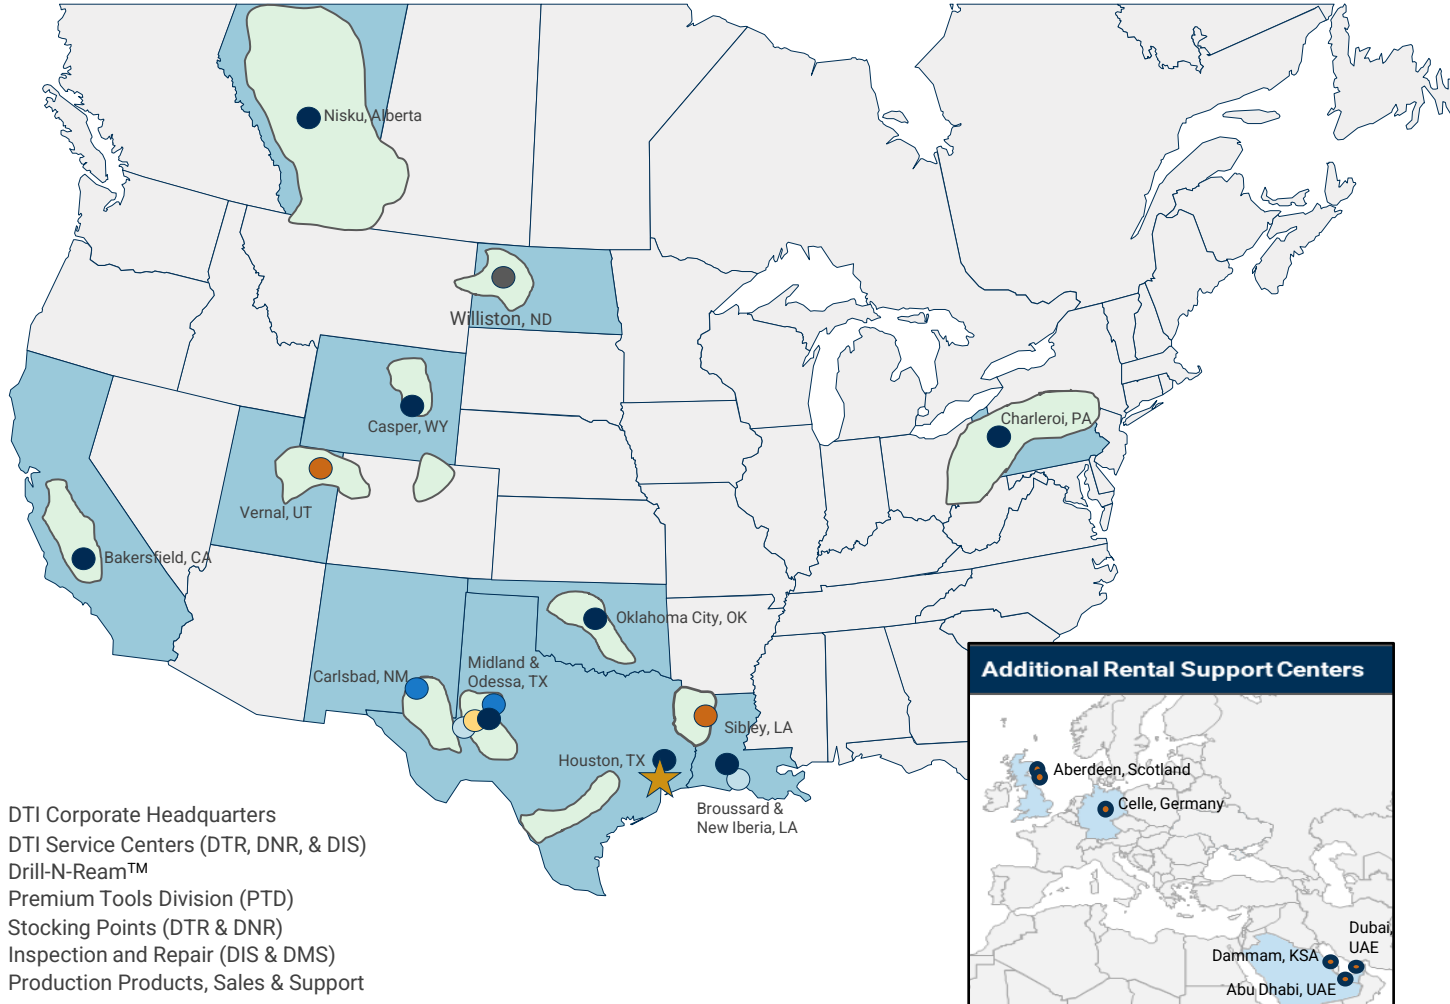 Nisku, Alberta
Williston, ND
Casper, WY
Charleroi, PA
Vernal, UT
Bakersfield, CA
Oklahoma City, OK
Midland &
Odessa, TX
Carlsbad, NM
Sibley, LA
Houston, TX
Broussard &
New Iberia, LA
DTI Corporate Headquarters
DTI Service Centers (DTR, DNR, & DIS)
Drill-N-Ream™
Premium Tools Division (PTD)
Stocking Points (DTR & DNR)
Inspection and Repair (DIS & DMS)
Production Products, Sales & Support
Additional Rental Support Centers
Aberdeen, Scotland
Celle, Germany
Dubai,
UAE
Dammam, KSA
Abu Dhabi, UAE